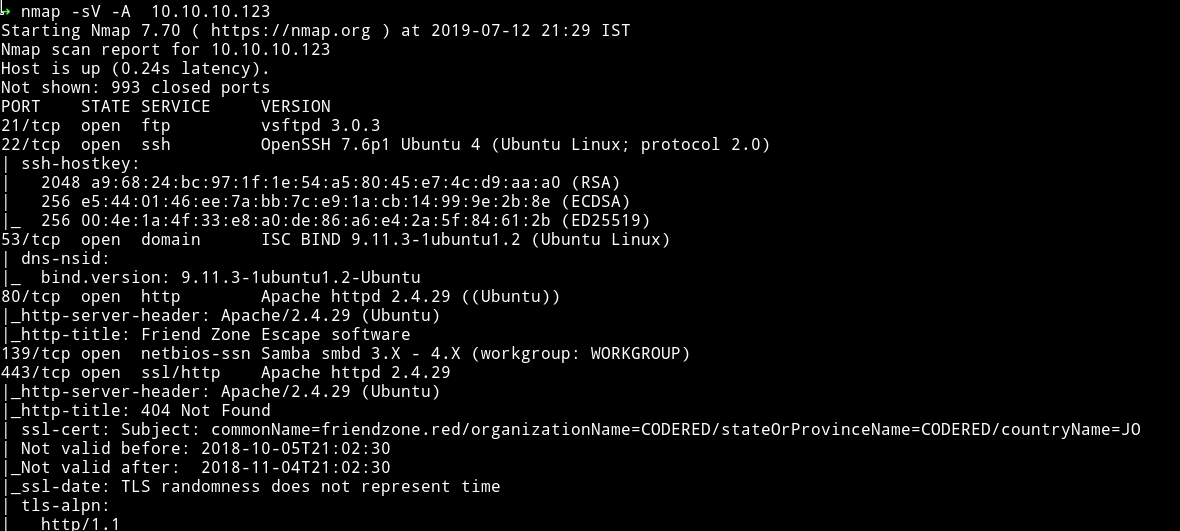 → nmap -sV -A  10.10.10.123
Starting Nmap 7.70 ( https://nmap.org ) at 2019-07-12 21:29 IST
Nmap scan report for 10.10.10.123
Host is up (0.24s latency).
Not shown: 993 closed ports
PORT    STATE SERVICE     VERSION
21/tcp  open  ftp         vsftpd 3.0.3
22/tcp  open  ssh         OpenSSH 7.6p1 Ubuntu 4 (Ubuntu Linux; protocol 2.0)
| ssh-hostkey:
|   2048 a9:68:24:bc:97:1f:1e:54:a5:80:45:e7:4c:d9:aa:a0 (RSA)
|   256 e5:44:01:46:ee:7a:bb:7c:e9:1a:cb:14:99:9e:2b:8e (ECDSA)
|_  256 00:4e:1a:4f:33:e8:a0:de:86:a6:e4:2a:5f:84:61:2b (ED25519)
53/tcp  open  domain      ISC BIND 9.11.3-1ubuntu1.2 (Ubuntu Linux)
| dns-nsid:
|_  bind.version: 9.11.3-1ubuntu1.2-Ubuntu
80/tcp  open  http        Apache httpd 2.4.29 ((Ubuntu))
|_http-server-header: Apache/2.4.29 (Ubuntu)
|_http-title: Friend Zone Escape software
139/tcp open  netbios-ssn Samba smbd 3.X - 4.X (workgroup: WORKGROUP)
443/tcp open  ssl/http    Apache httpd 2.4.29
|_http-server-header: Apache/2.4.29 (Ubuntu)
|_http-title: 404 Not Found
| ssl-cert: Subject: commonName=friendzone.red/organizationName=CODERED/stateOrProvinceName=CODERED/countryName=JO
| Not valid before: 2018-10-05T21:02:30
|_Not valid after:  2018-11-04T21:02:30
|_ssl-date: TLS randomness does not represent time
| tls-alpn:
|   http/1.1